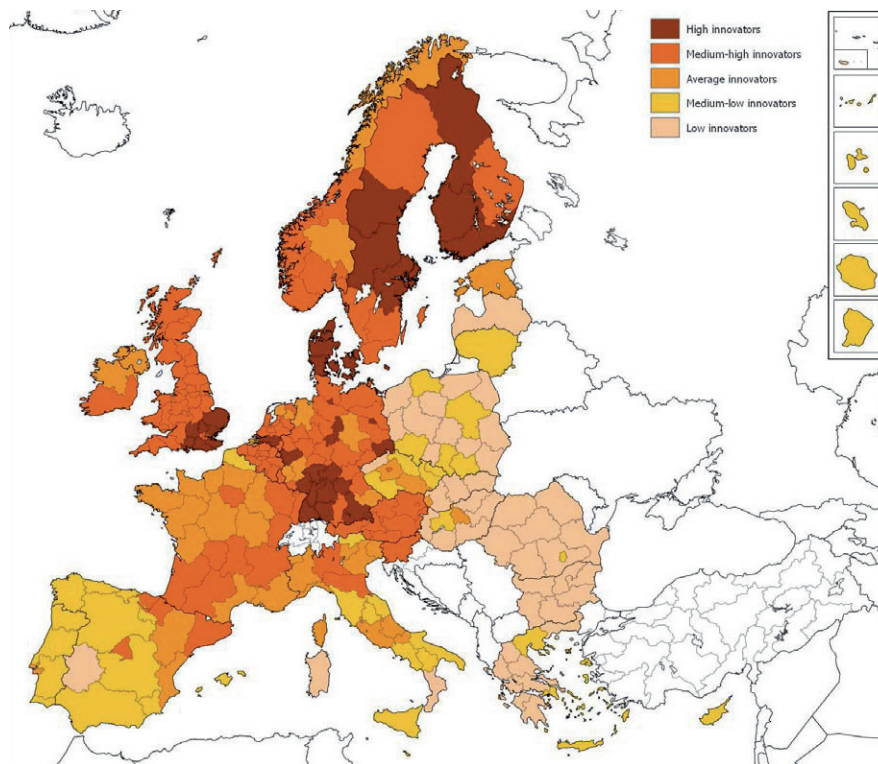 High innovators
Medium-high innovators
Average innovators
Medium-low innovators
Low innovators